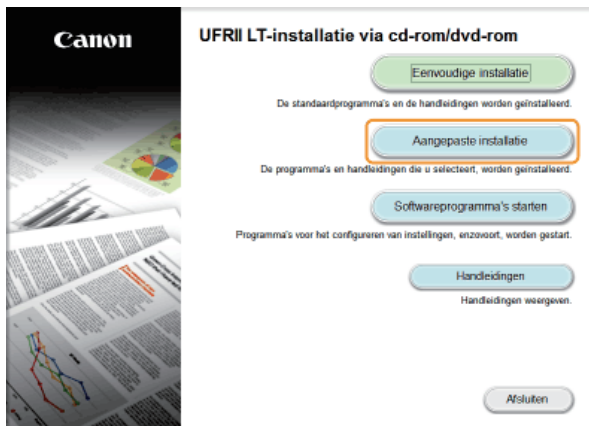 Canon
UFRII LT-installatie via cd-rom/dvd-rom
Eenvoudige installatie
De standaardprogramma's en de handleidingen worden geïnstalleerd.
Aangepaste installatie
De programma's en handleidingen die u selecteert, worden geïnstalleerd.
Softwareprogramma's starten
Programma's voor het configureren van instellingen, enzovoort, worden gestart.
Handleidingen
Handleidingen weergeven.
Afsluiten